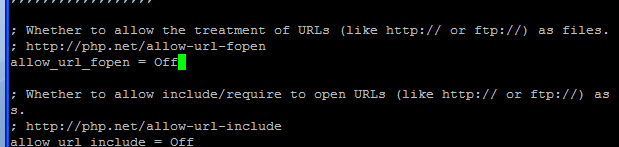 ;;;;;;;;;;;;;;;;;;
; Whether to allow the treatment of URLs (like http:// or ftp://) as files.
; http://php.net/allow-url-fopen
allow_url_fopen = Off
; Whether to allow include/require to open URLs (like http:// or ftp://) as
s.
; http://php.net/allow-url-include
allow_url_include = Off